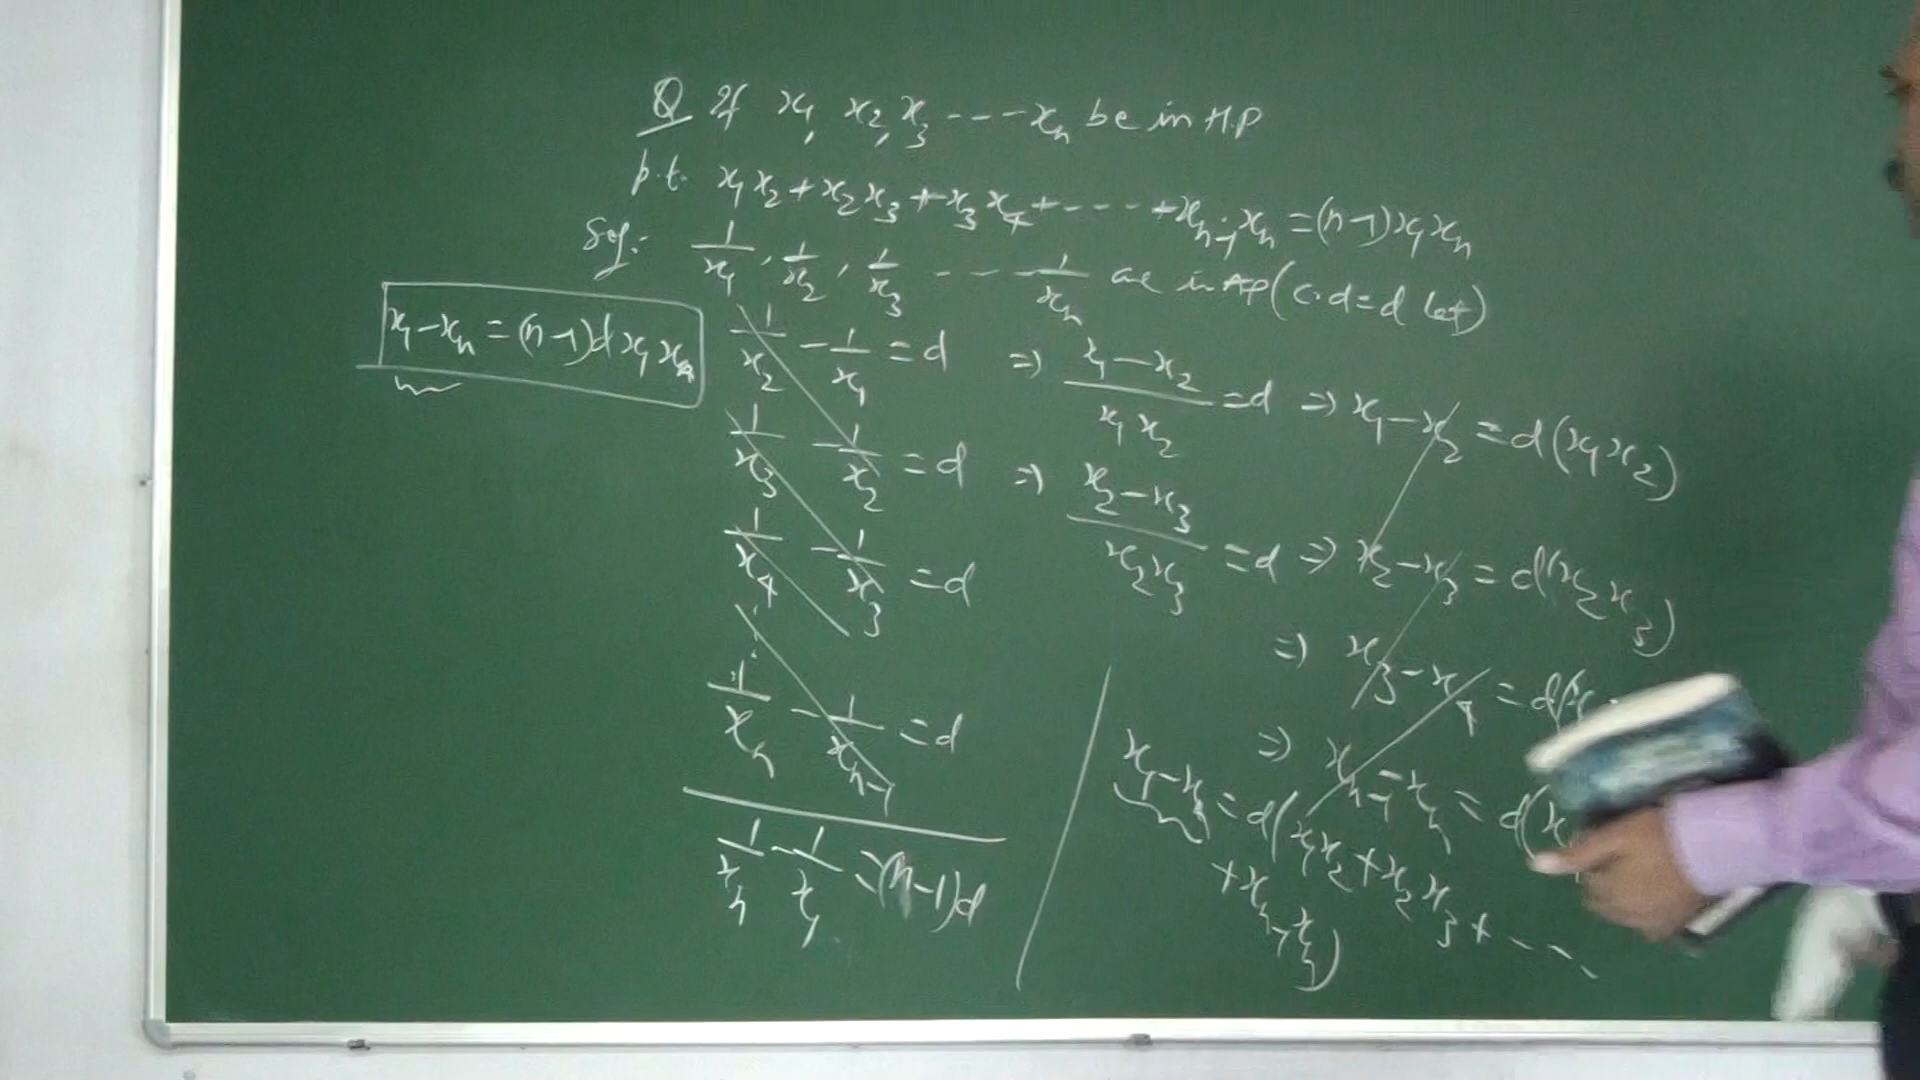 Q If x₁, x₂, x₃ ---- xₙ be in H.P
p.t. x₁x₂+x₂x₃+x₃x₄+-----+xₙ₋₁.xₙ=(n-1)x₁xₙ
Sol:- 1/x₁, 1/x₂, 1/x₃ ---- 1/xₙ are in AP (c.d=d let)
x₁-xₙ=(n-1)dx₁xₙ
1/x₂ - 1/x₁ = d ⇒ (x₁-x₂)/(x₁x₂) = d ⇒ x₁-x₂ = d(x₁x₂)
1/x₃ - 1/x₂ = d ⇒ (x₂-x₃)/(x₂x₃) = d ⇒ x₂-x₃ = d(x₂x₃)
1/x₄ - 1/x₃ = d
⇒ x₃-x₄ = d(x
1/xₙ - 1/xₙ₋₁ = d
⇒ xₙ₋₁-xₙ = d(x
1/xₙ - 1/x₁ = (n-1)d
x₁-xₙ = d(x₁x₂+x₂x₃+----
+xₙ₋₁xₙ)